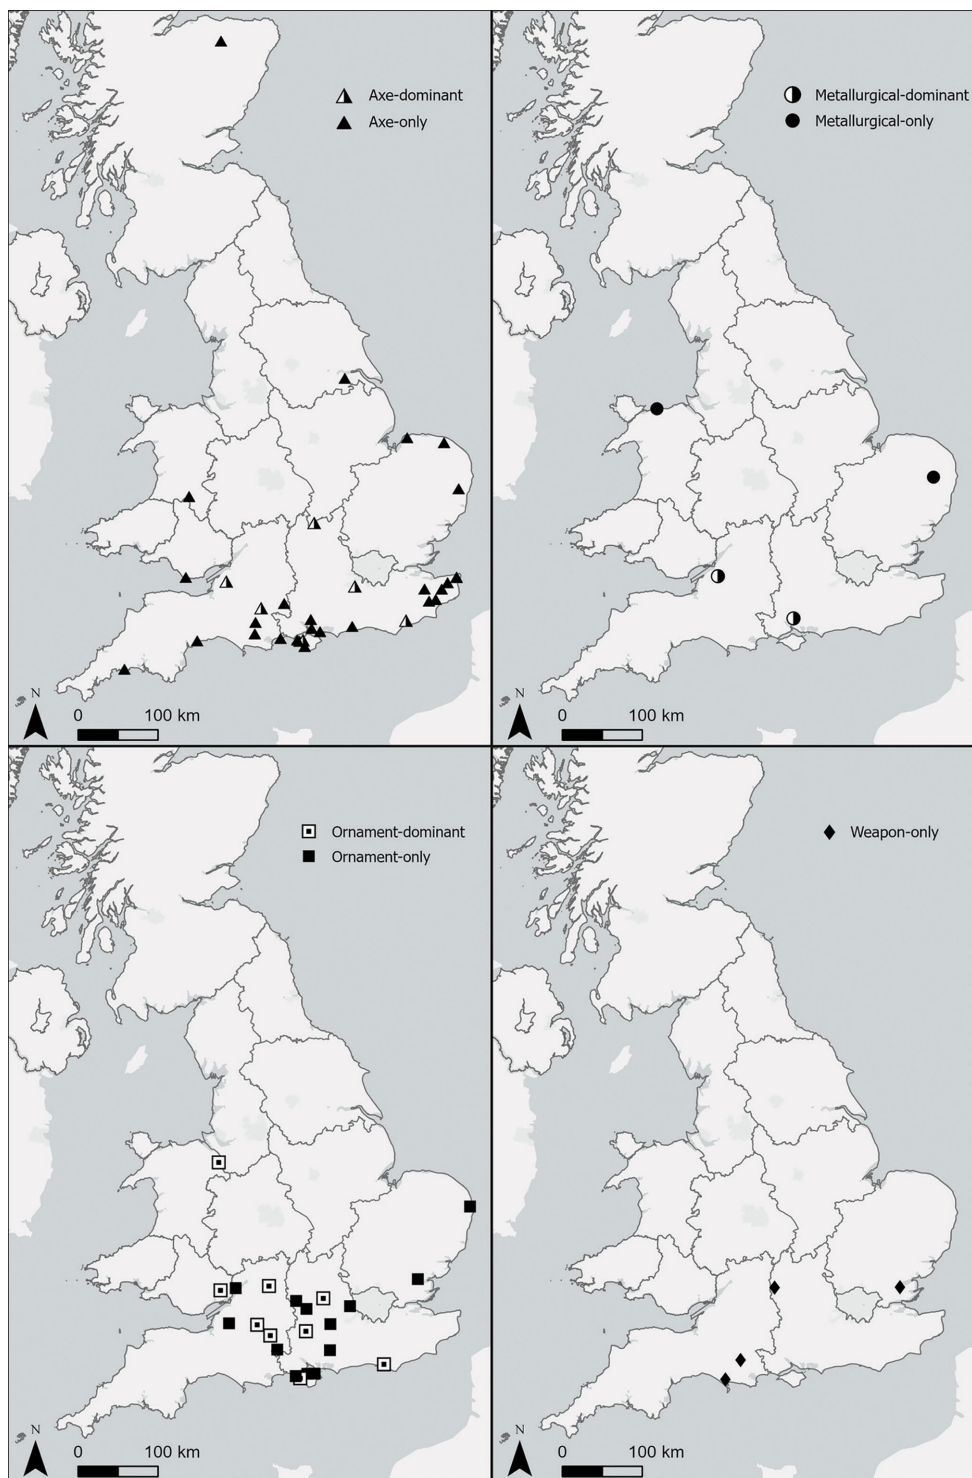 Axe-dominant
Axe-only
N
0 100 km
Metallurgical-dominant
Metallurgical-only
N
0 100 km
Ornament-dominant
Ornament-only
N
0 100 km
Weapon-only
N
0 100 km